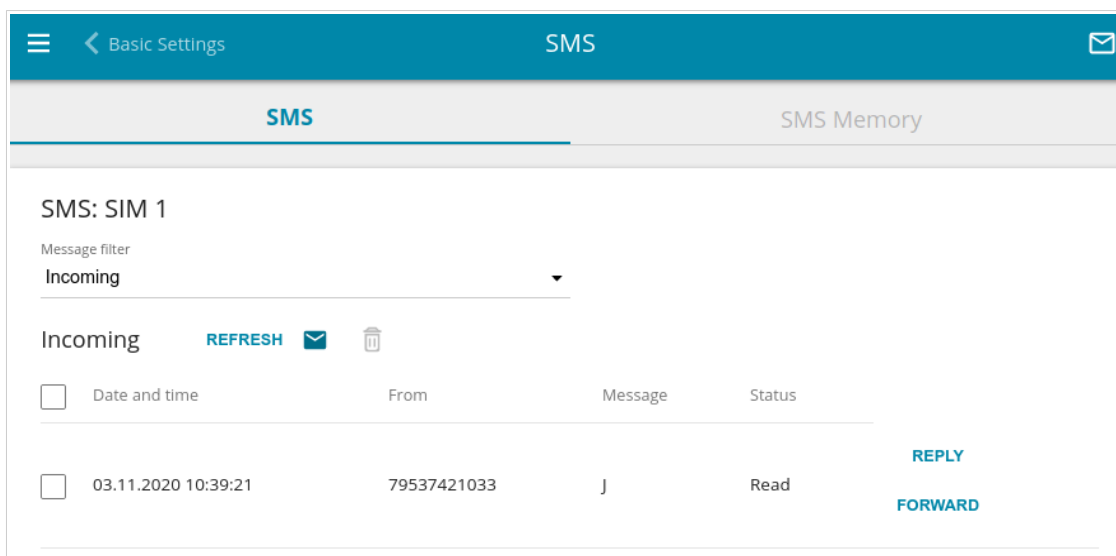 Basic Settings SMS
SMS SMS Memory
SMS: SIM 1
Message filter
Incoming
Incoming REFRESH
Date and time From Message Status
03.11.2020 10:39:21 79537421033 J Read
REPLY
FORWARD